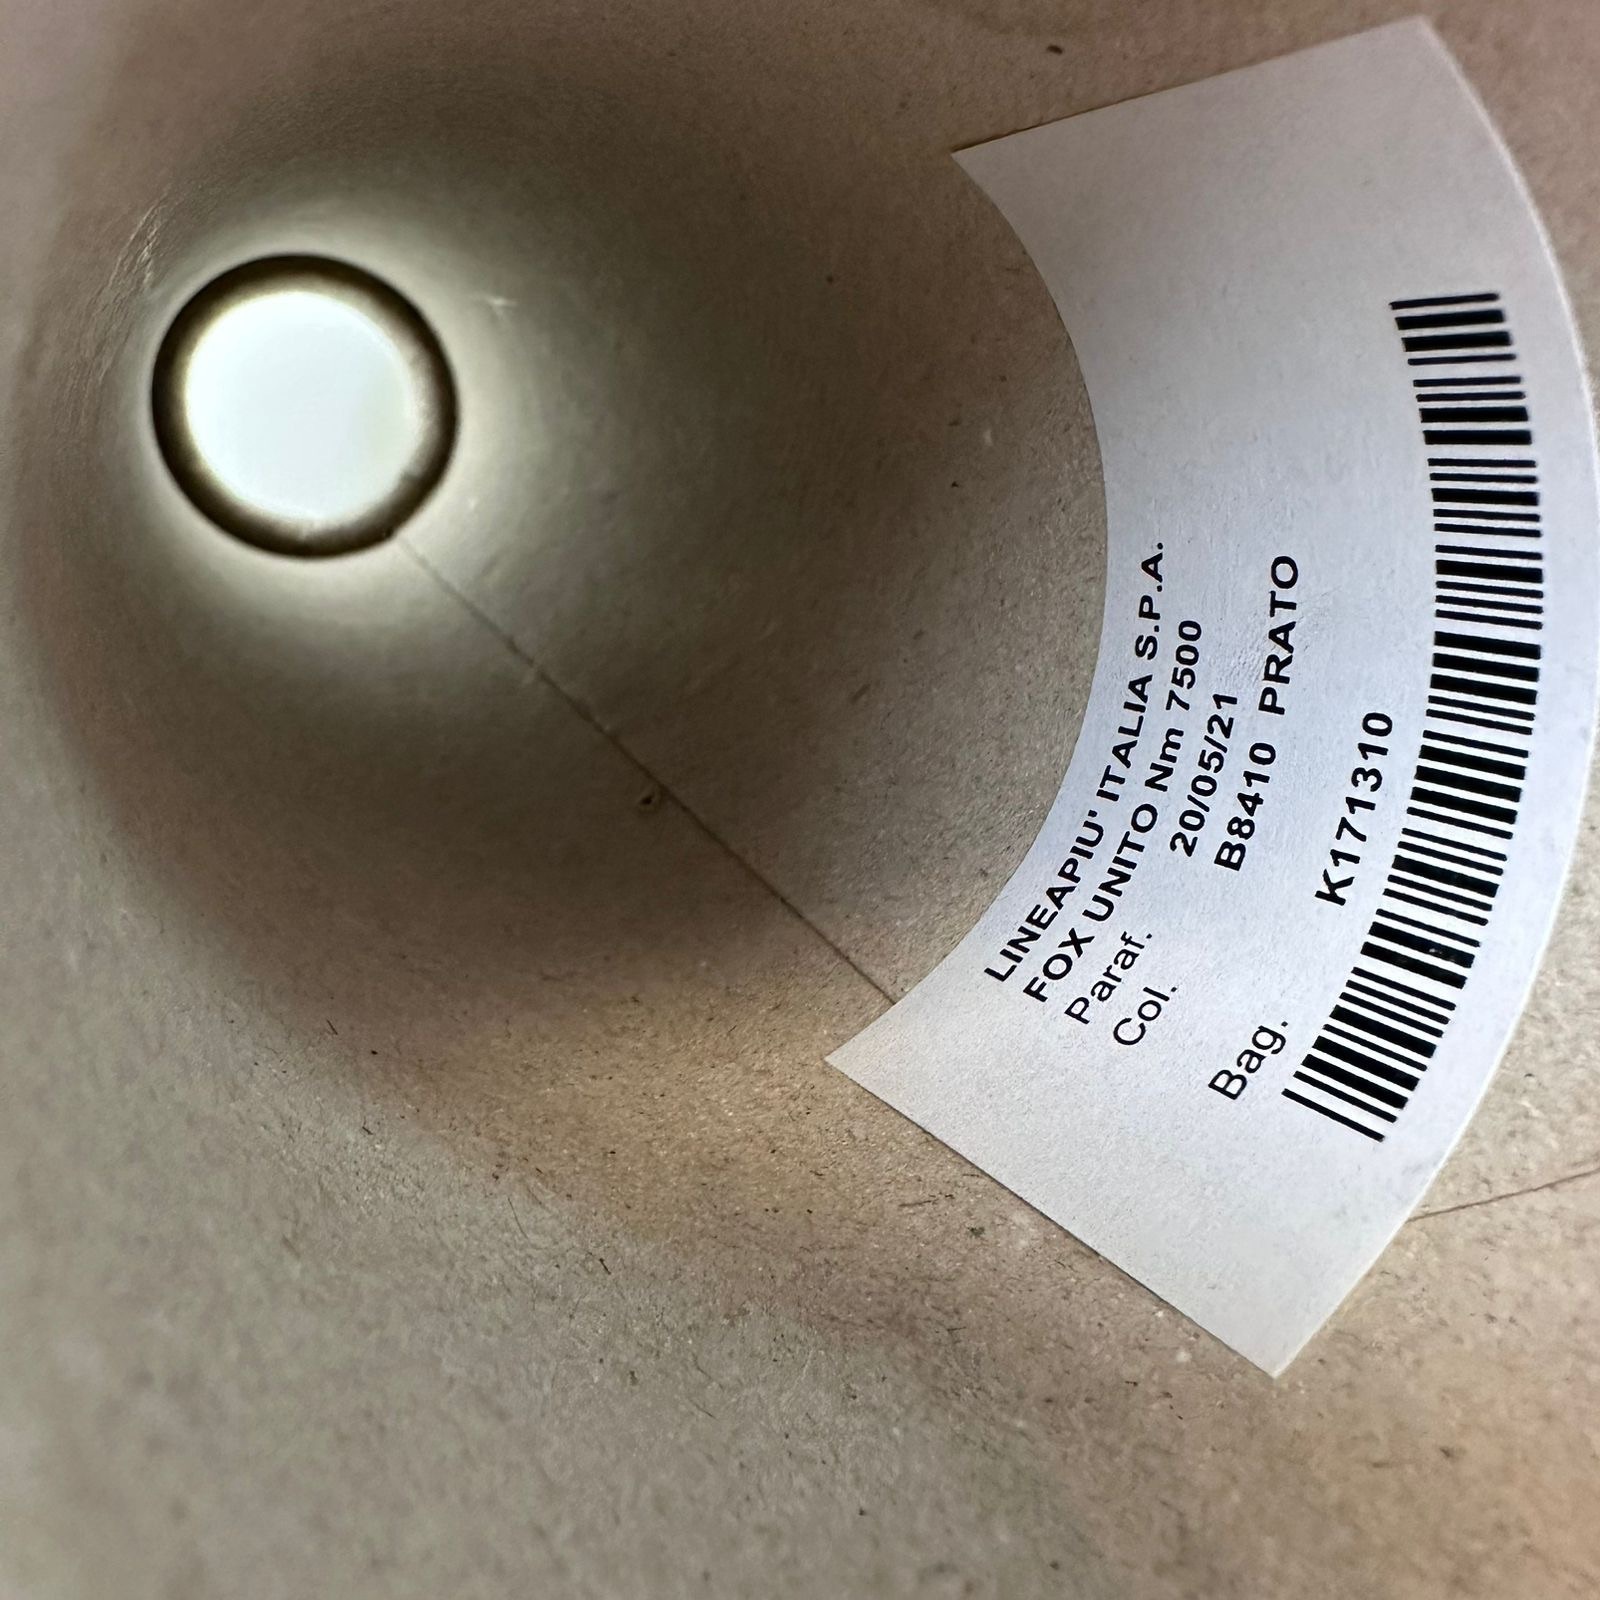 LINEAPIU' ITALIA S.P.A.
FOX UNITO Nm 7500
Paraf. 20/05/21
Col. B8410 PRATO
Bag. K171310